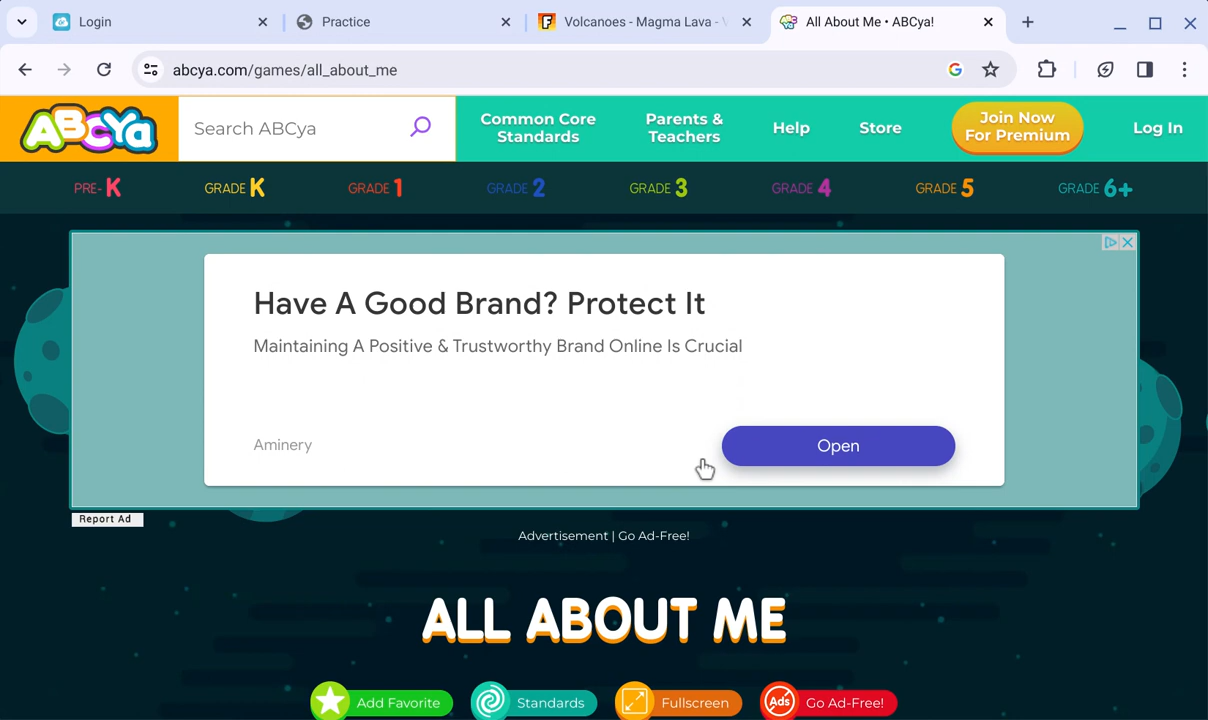 Login
Practice
Volcanoes - Magma Lava - V
All About Me • ABCya!
abcya.com/games/all_about_me
ABCYa
Search ABCya
Common Core
Standards
Parents &
Teachers
Help
Store
Join Now
For Premium
Log In
PRE-K
GRADE K
GRADE 1
GRADE 2
GRADE 3
GRADE 4
GRADE 5
GRADE 6+
Have A Good Brand? Protect It
Maintaining A Positive & Trustworthy Brand Online Is Crucial
Aminery
Open
Report Ad
Advertisement | Go Ad-Free!
ALL ABOUT ME
Add Favorite
Standards
Fullscreen
Ads
Go Ad-Free!